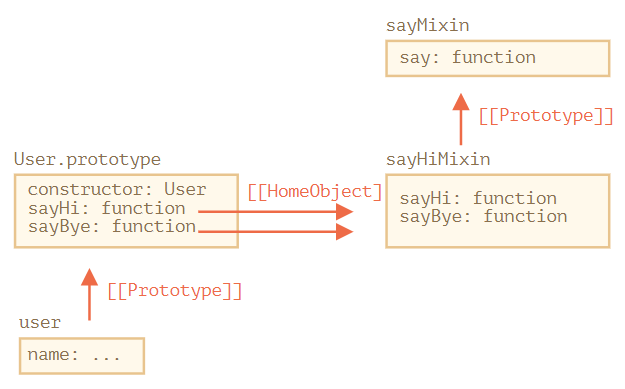 sayMixin
say: function
[[Prototype]]
User.prototype
sayHiMixin
constructor: User
sayHi: function
sayBye: function
[[HomeObject]
sayHi: function
sayBye: function
[[Prototype]]
user
name: ...